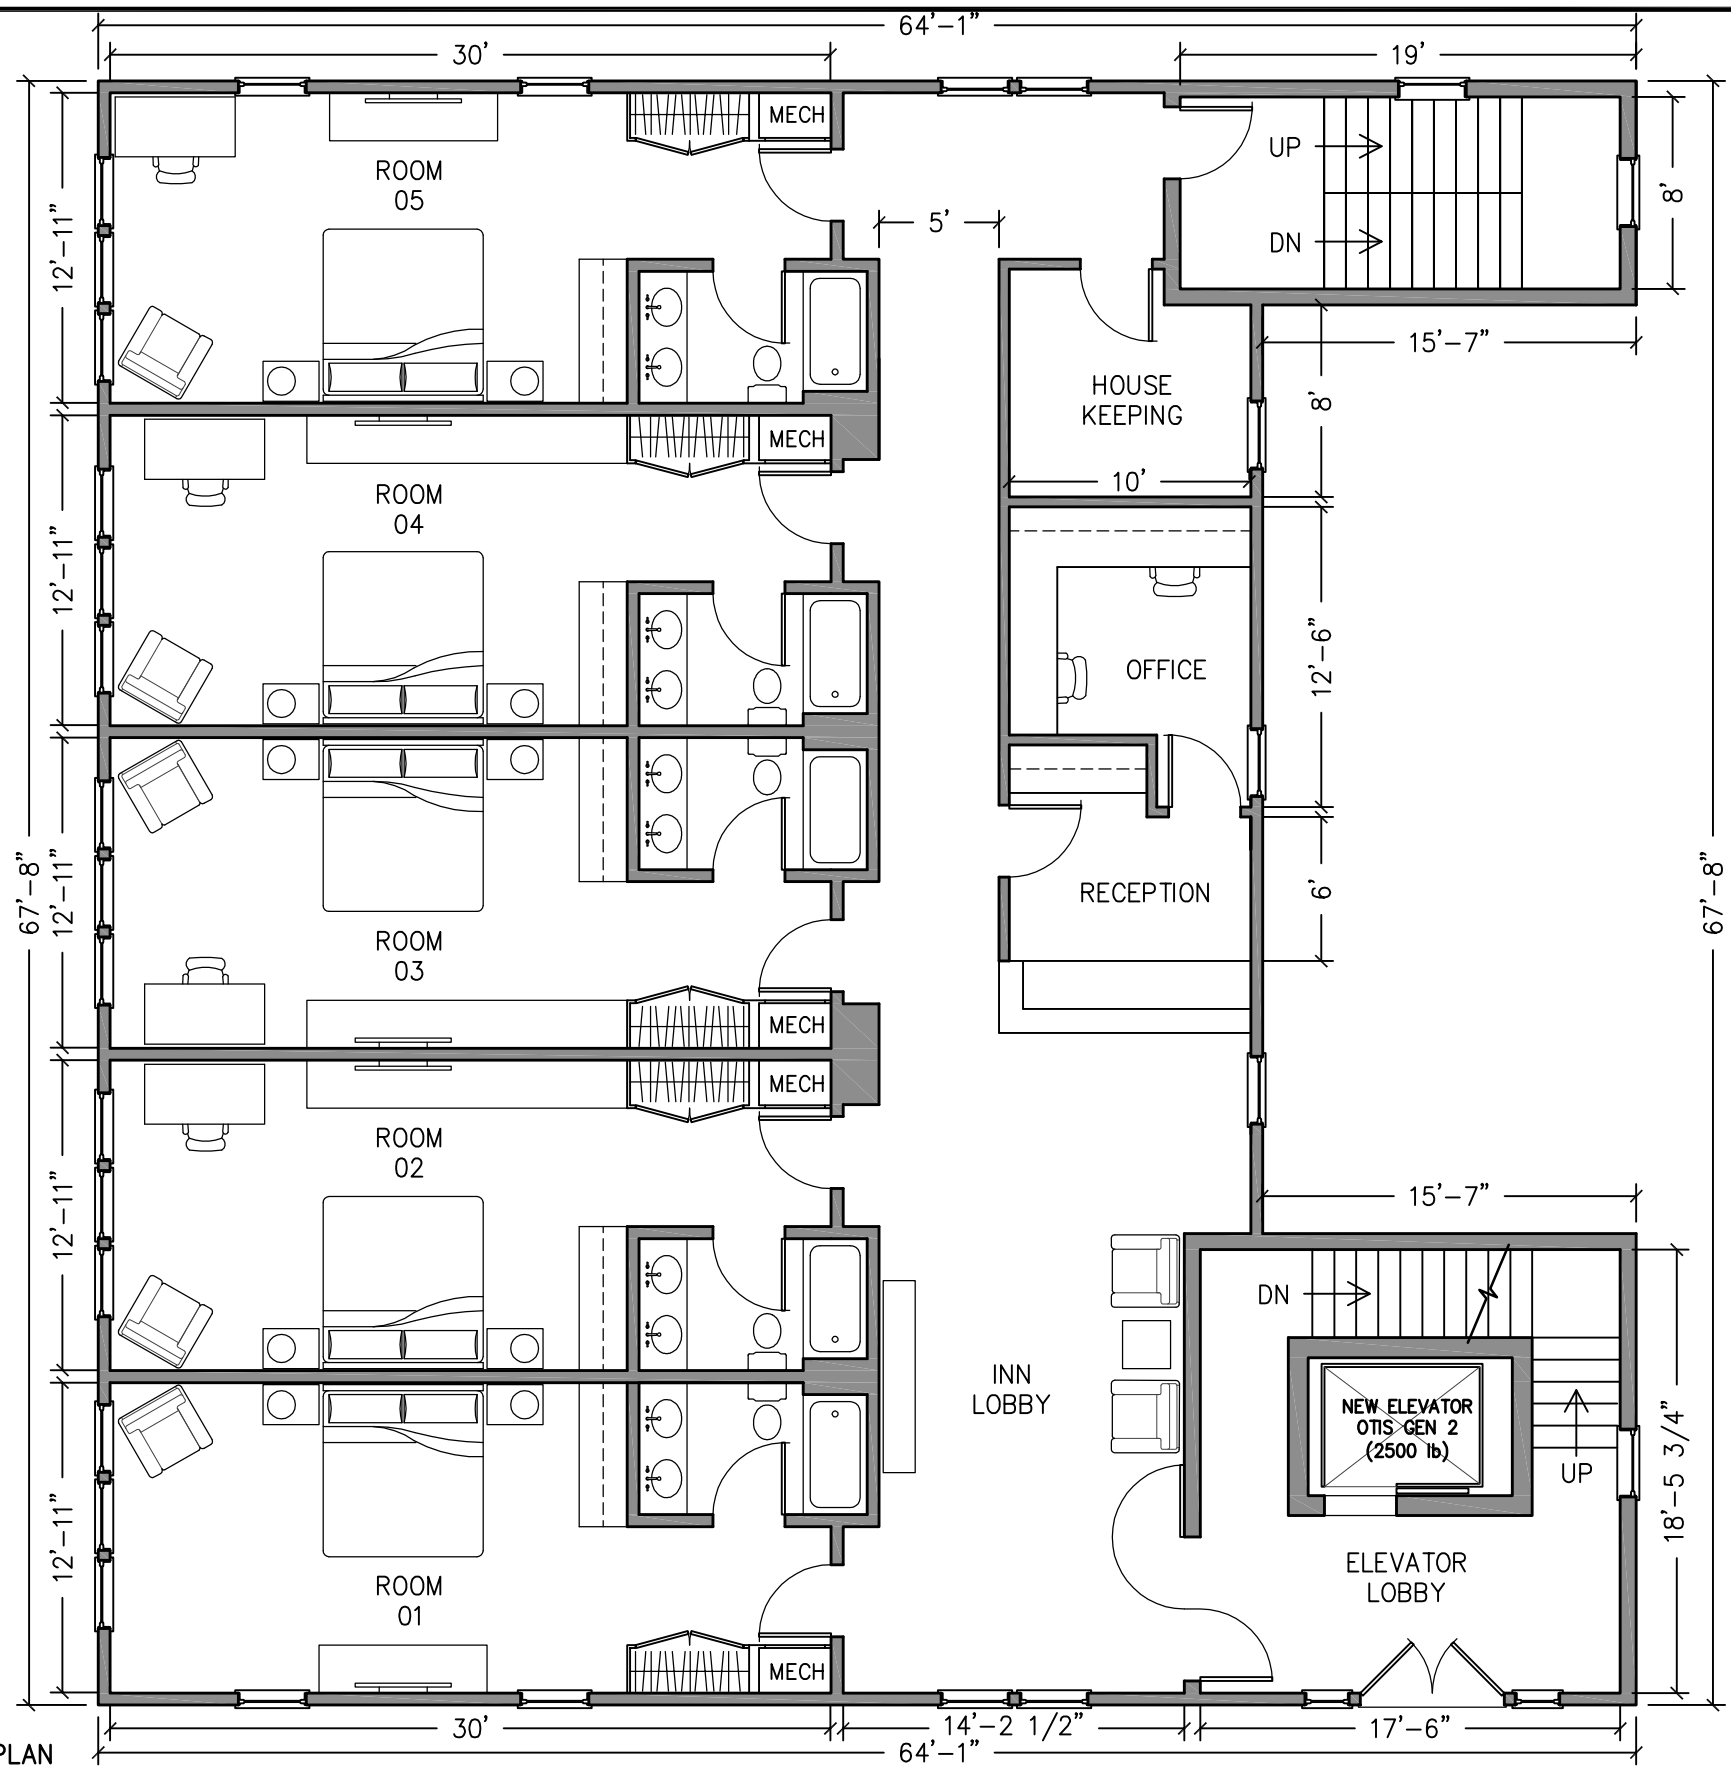 64'-1"
30'
19'
MECH
ROOM
05
UP
DN
8'
5'
12'-11"
15'-7"
HOUSE
KEEPING
8'
MECH
10'
ROOM
04
12'-11"
12'-6"
OFFICE
67'-8"
12'-11"
RECEPTION
6'
67'-8"
ROOM
03
MECH
MECH
ROOM
02
12'-11"
15'-7"
DN
INN
LOBBY
NEW ELEVATOR
OTIS GEN 2
(2500 lb)
UP
18'-5 3/4"
12'-11"
ROOM
01
ELEVATOR
LOBBY
MECH
30'
14'-2 1/2"
17'-6"
64'-1"
PLAN